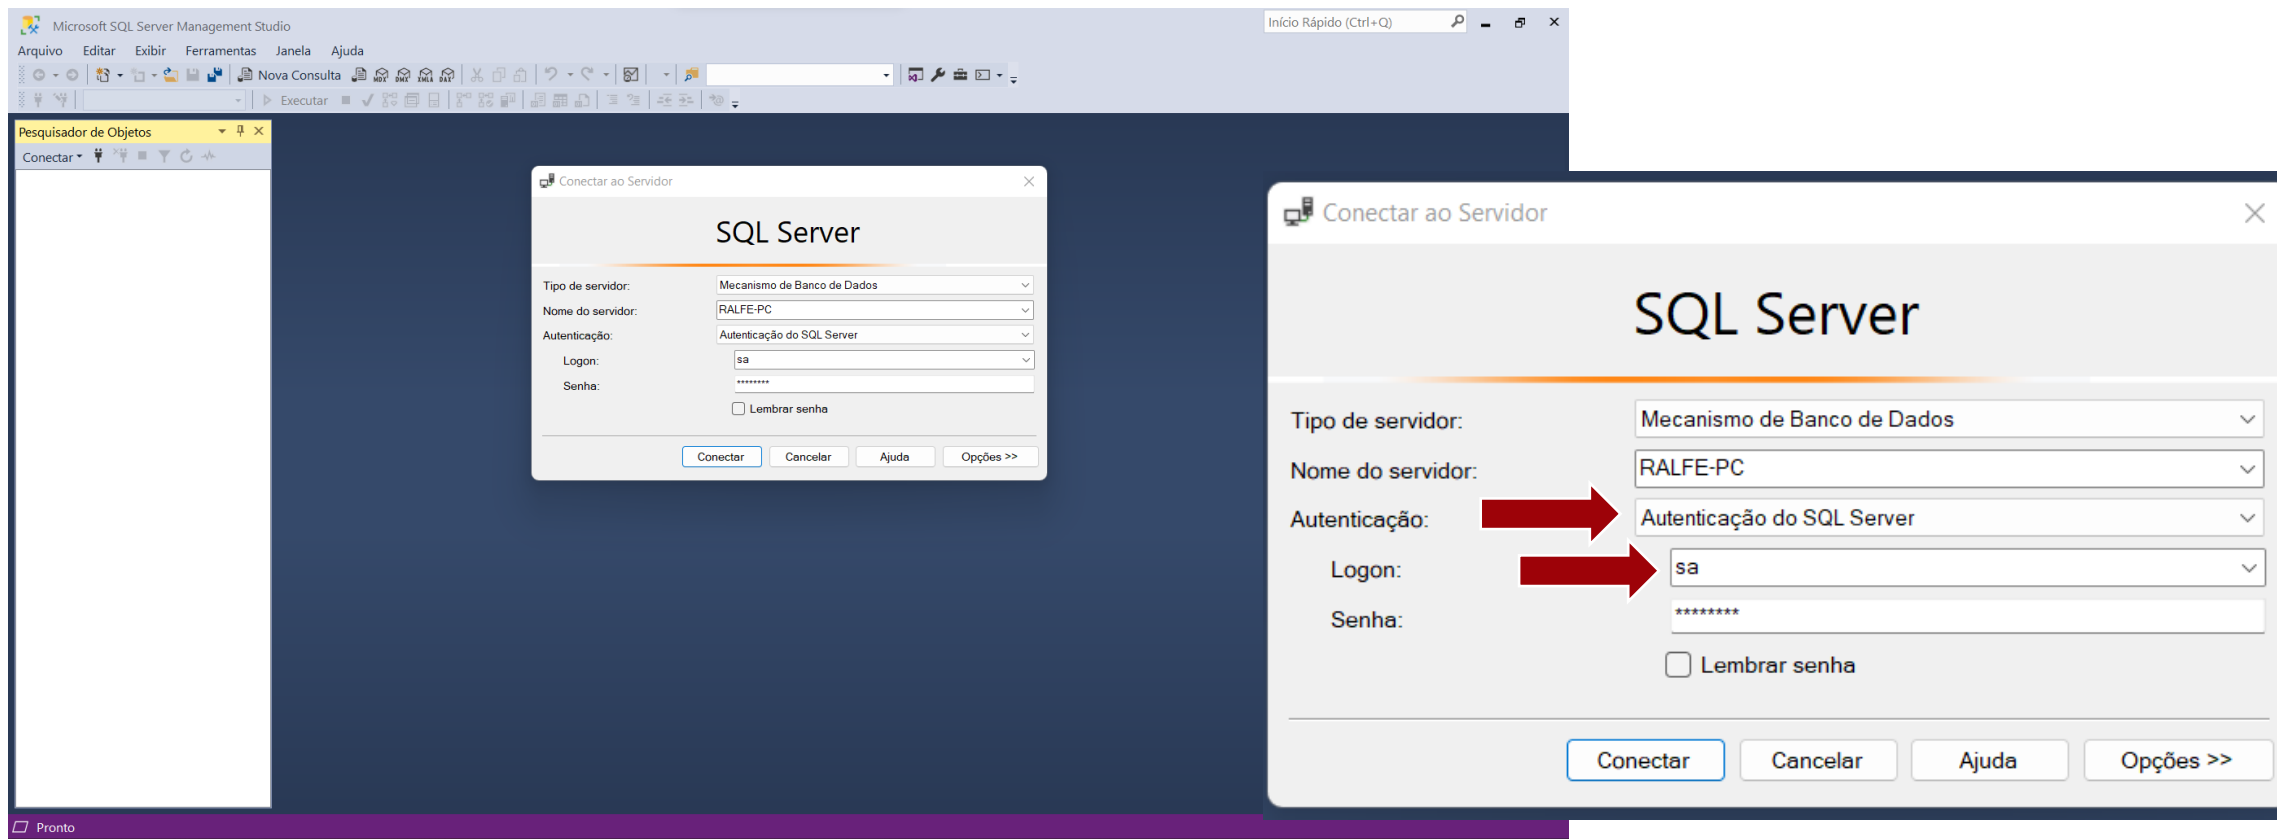 Microsoft SQL Server Management Studio
Início Rápido (Ctrl+Q)
Arquivo Editar Exibir Ferramentas Janela Ajuda
Nova Consulta MDX DMX XMLA DAX
Executar
Pesquisador de Objetos
Conectar
Conectar ao Servidor
SQL Server
Tipo de servidor: Mecanismo de Banco de Dados
Nome do servidor: RALFE-PC
Autenticação: Autenticação do SQL Server
Logon: sa
Senha: ********
Lembrar senha
Conectar Cancelar Ajuda Opções >>
Pronto
Conectar ao Servidor
SQL Server
Tipo de servidor: Mecanismo de Banco de Dados
Nome do servidor: RALFE-PC
Autenticação: Autenticação do SQL Server
Logon: sa
Senha: ********
Lembrar senha
Conectar Cancelar Ajuda Opções >>